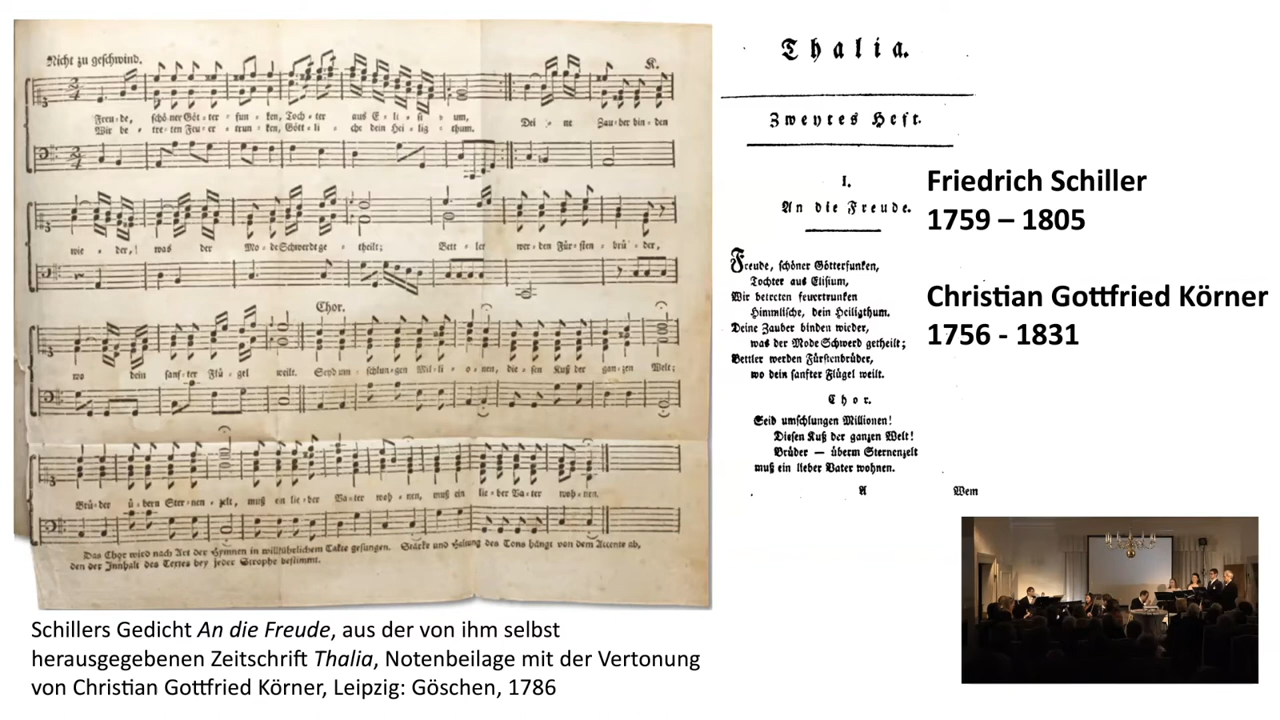 Nicht zu geschwind.
K.
Freu-de, schö-ner Göt-ter-fun-ken, Toch-ter aus E-li-si-um, Dei-ne Zau-ber bin-den
Wir be-tre-ten Feu-er-trun-ken, Gött-li-che dein Hei-lig-thum.
wie-der,! was der Mo-de Schwerd ge-theilt; Bett-ler wer-den Für-sten-brü-der,
Chor.
wo dein sanf-ter Flü-gel weilt. Seyd um-schlun-gen Mil-li-o-nen, die-sen Kuß der gan-zen Welt;
Brü-der ü-bern Ster-nen-zelt, muß ein lie-ber Va-ter woh-nen, muß ein lie-ber Va-ter woh-nen.
Das Chor wird nach Art der Hymnen in willkührlichem Takte gesungen. Stärke und Haltung des Tons hängt von dem Accente ab,
den der Innhalt des Textes bey jeder Strophe bestimmt.
Schillers Gedicht An die Freude, aus der von ihm selbst
herausgegebenen Zeitschrift Thalia, Notenbeilage mit der Vertonung
von Christian Gottfried Körner, Leipzig: Göschen, 1786
Thalia.
Zweytes Heft.
I.
An die Freude.
Freude, schöner Götterfunken,
Tochter aus Elisium,
Wir betreten feuertrunken
Himmlische, dein Heiligthum.
Deine Zauber binden wieder,
was der Mode Schwerd getheilt;
Bettler werden Fürstenbrüder,
wo dein sanfter Flügel weilt.
Chor.
Seid umschlungen Millionen!
Diesen Kuß der ganzen Welt!
Brüder — überm Sternenzelt
muß ein lieber Vater wohnen.
A Wem
Friedrich Schiller
1759 – 1805
Christian Gottfried Körner
1756 - 1831